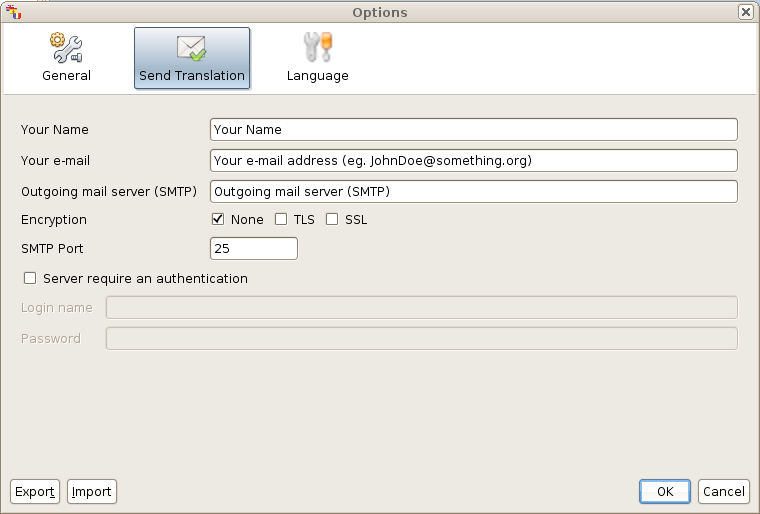 Options
General Send Translation Language
Your Name Your Name
Your e-mail Your e-mail address (eg. JohnDoe@something.org)
Outgoing mail server (SMTP) Outgoing mail server (SMTP)
Encryption None TLS SSL
SMTP Port 25
Server require an authentication
Login name
Password
Export Import OK Cancel